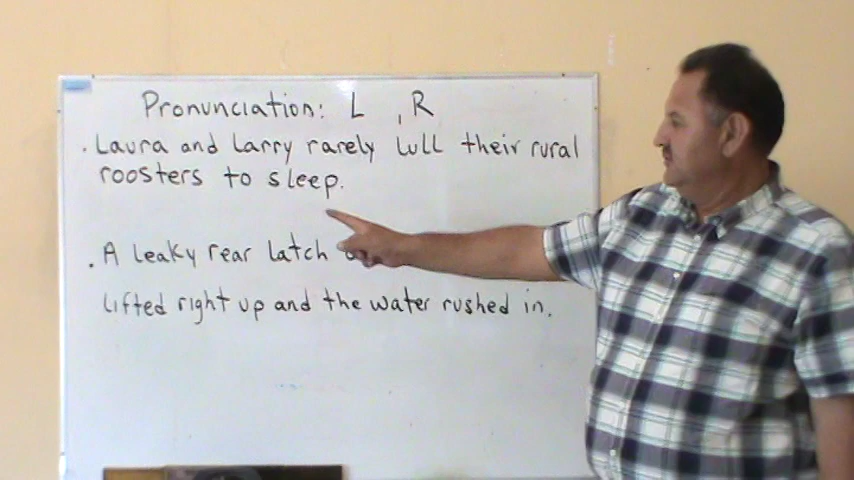 Pronunciation: L , R
. Laura and Larry rarely lull their rural
roosters to sleep.
. A leaky rear latch
lifted right up and the water rushed in.